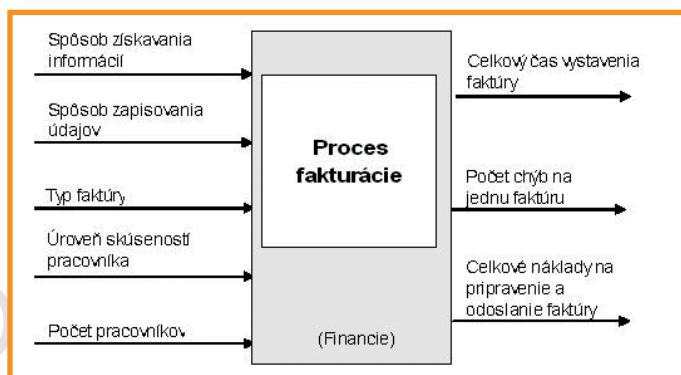 Spôsob získavania
informácií
Spôsob zapisovania
údajov
Typ faktúry
Úroveň skúseností
pracovníka
Počet pracovníkov
Proces
fakturácie
(Financie)
Celkový čas vystavenia
faktúry
Počet chýb na
jednu faktúru
Celkové náklady na
pripravenie a
odoslanie faktúry